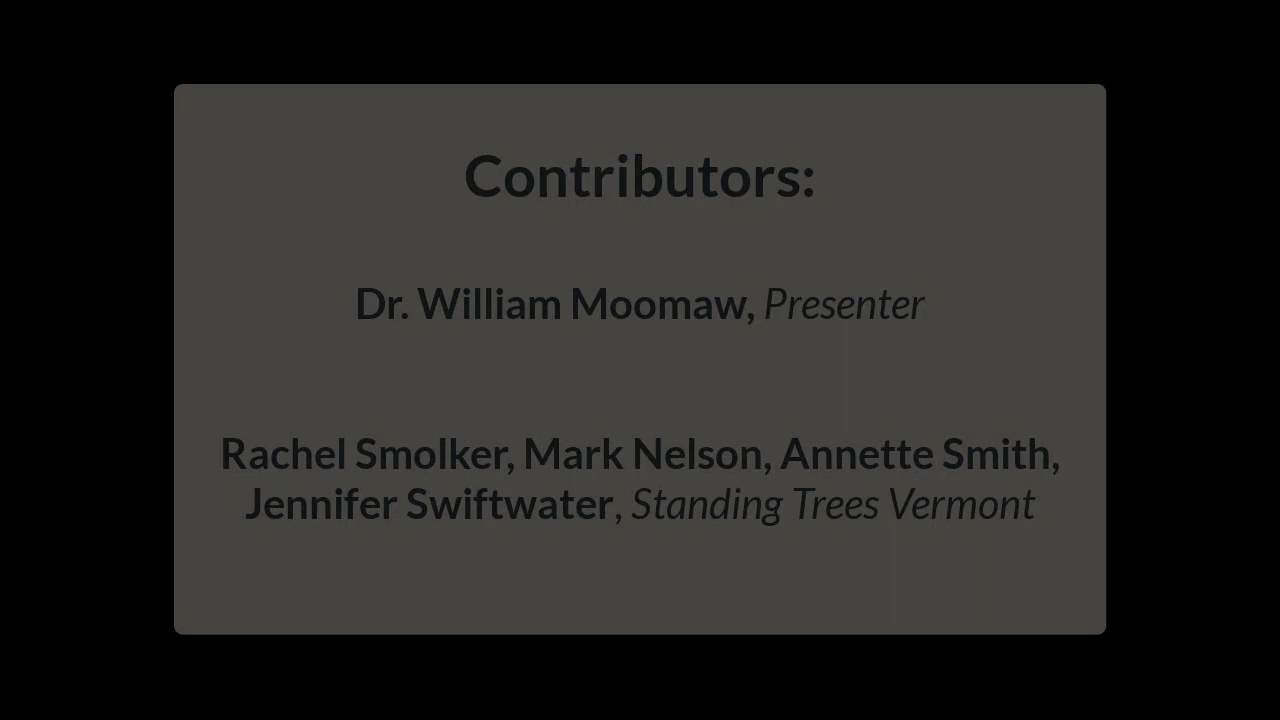 Contributors:
Dr. William Moomaw, Presenter
Rachel Smolker, Mark Nelson, Annette Smith,
Jennifer Swiftwater, Standing Trees Vermont